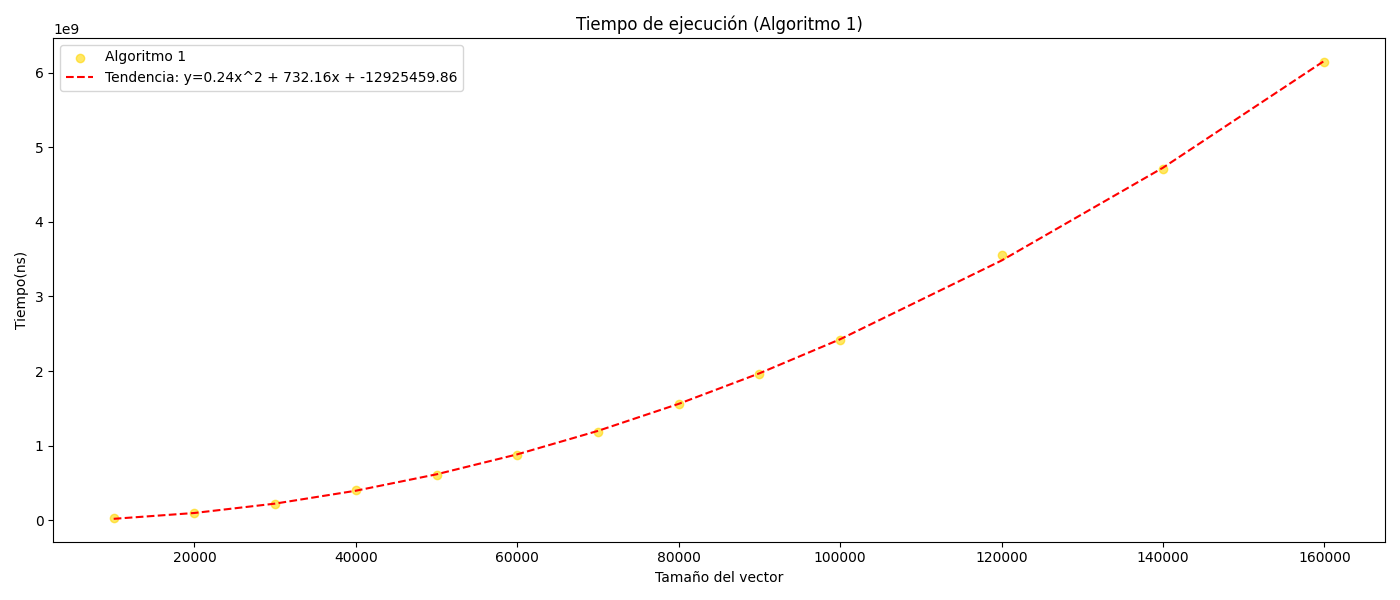 Tiempo de ejecución (Algoritmo 1)
1e9
Algoritmo 1
Tendencia: y=0.24x^2 + 732.16x + -12925459.86
6
5
4
3
2
1
0
Tiempo(ns)
20000 40000 60000 80000 100000 120000 140000 160000
Tamaño del vector